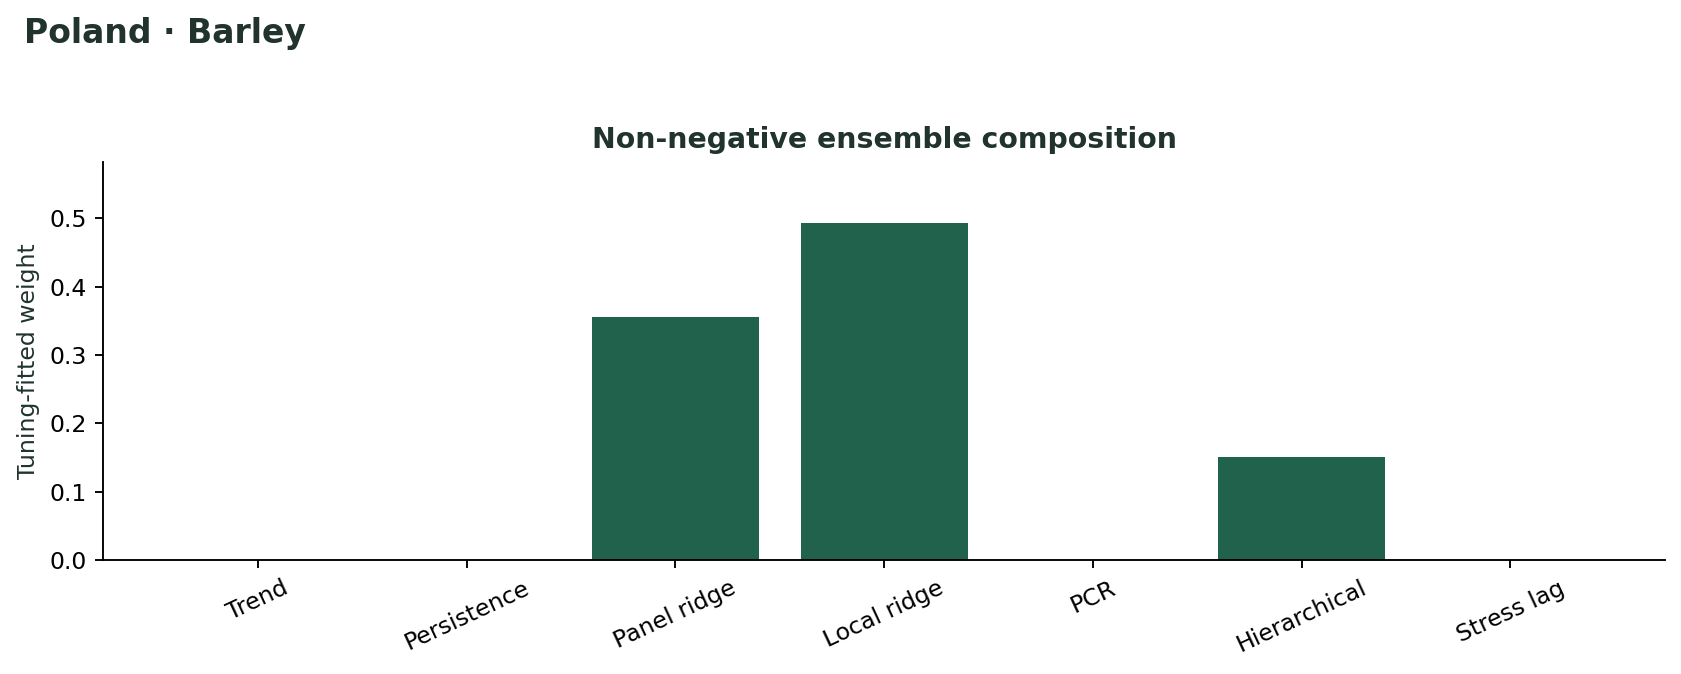 Poland · Barley
Non-negative ensemble composition
Tuning-fitted weight
0.5
0.4
0.3
0.2
0.1
0.0
Trend
Persistence
Panel ridge
Local ridge
PCR
Hierarchical
Stress lag